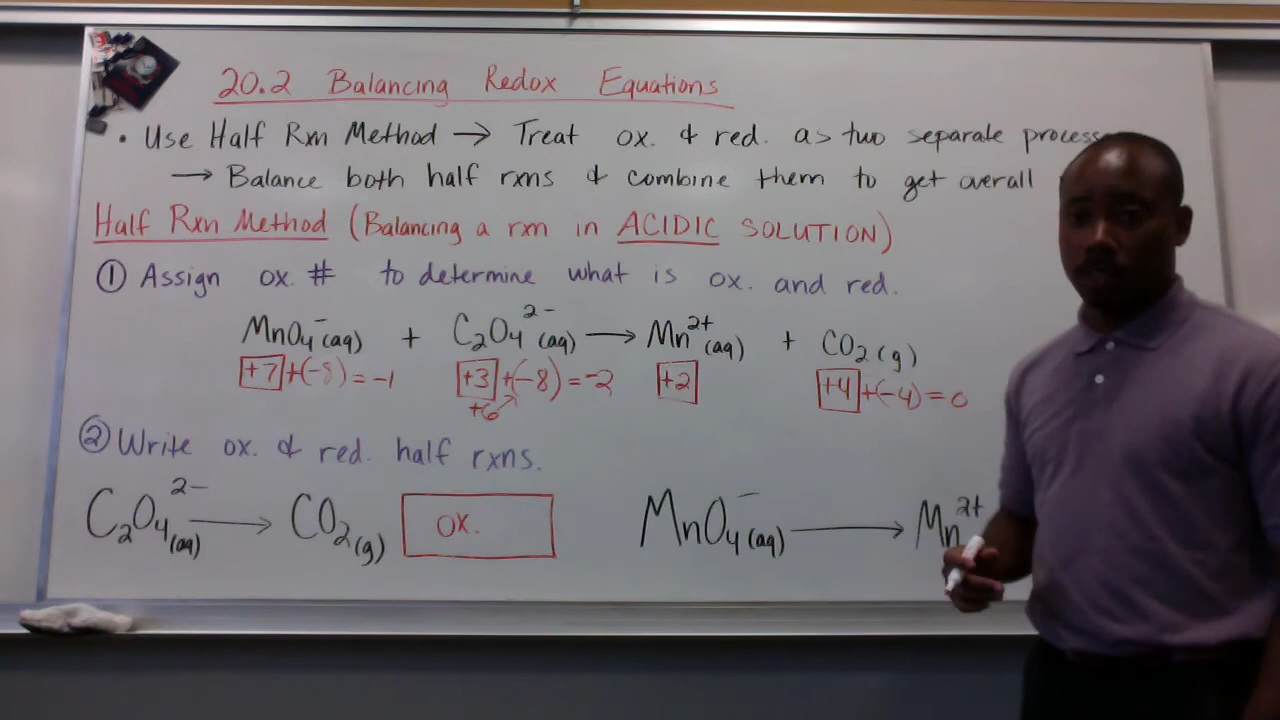 20.2 Balancing Redox Equations
• Use Half Rxn Method → Treat ox. & red. as two separate process
→ Balance both half rxns & combine them to get overall
Half Rxn Method (Balancing a rxn in ACIDIC SOLUTION)
① Assign ox. # to determine what is ox. and red.
MnO₄⁻(aq) + C₂O₄²⁻(aq) → Mn²⁺(aq) + CO₂(g)
+7 +(-8) = -1 +3 +(-8) = -2 +2 +4 +(-4) = 0
+6
② Write ox. & red. half rxns.
C₂O₄²⁻(aq) → CO₂(g) ox. MnO₄⁻(aq) → Mn²⁺